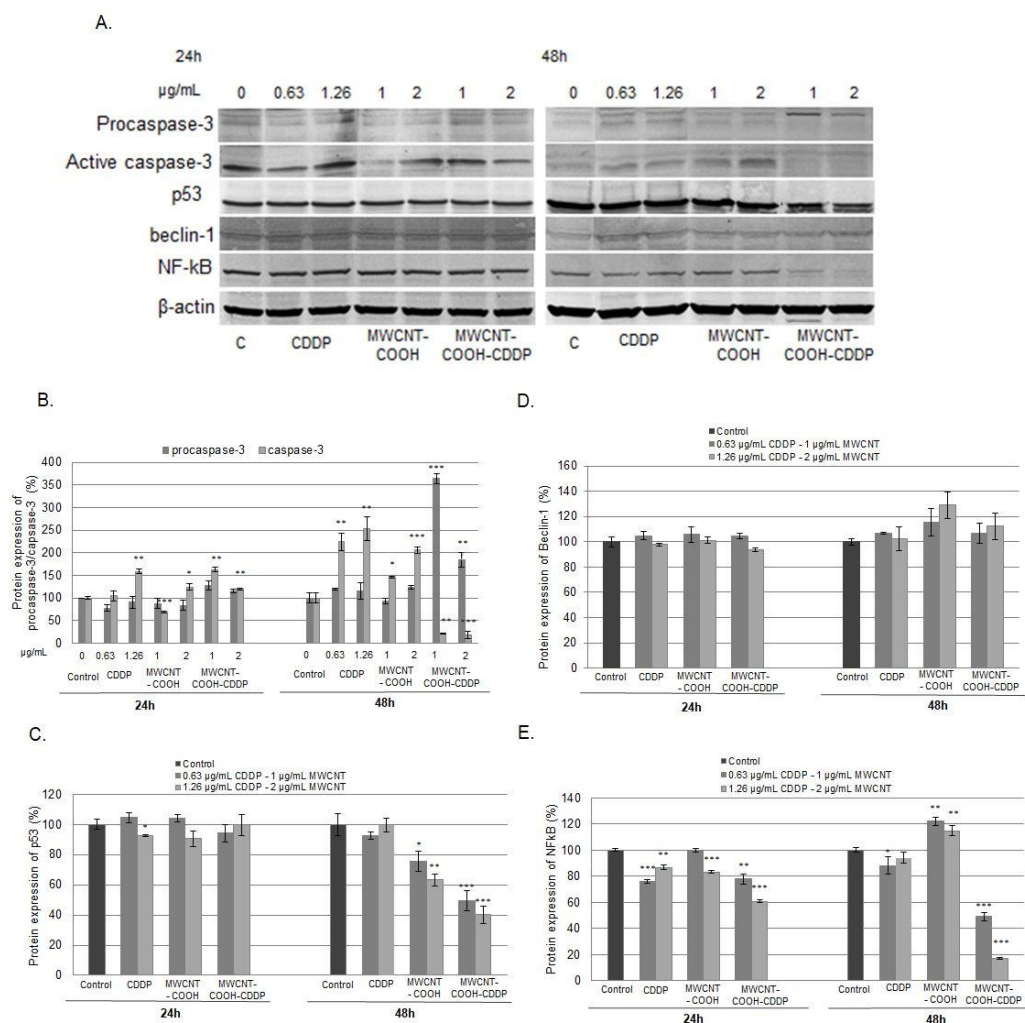 A.
24h 48h
µg/mL 0 0.63 1.26 1 2 1 2 0 0.63 1.26 1 2 1 2
Procaspase-3
Active caspase-3
p53
beclin-1
NF-kB
β-actin
C CDDP MWCNT-COOH MWCNT-COOH-CDDP C CDDP MWCNT-COOH MWCNT-COOH-CDDP
B.
procaspase-3 caspase-3
Protein expression of
procaspase-3/capsase-3 (%)
400
350
300
250
200
150
100
50
0
** *** * ** ** ** ** * *** *** ** ** ***
µg/mL 0 0.63 1.26 1 2 1 2 0 0.63 1.26 1 2 1 2
Control CDDP MWCNT MWCNT- Control CDDP MWCNT MWCNT-
- COOH COOH-CDDP - COOH COOH-CDDP
24h 48h
D.
Control
0.63 µg/mL CDDP - 1 µg/mL MWCNT
1.26 µg/mL CDDP - 2 µg/mL MWCNT
Protein expression of Beclin-1 (%)
160
140
120
100
80
60
40
20
0
Control CDDP MWCNT MWCNT- Control CDDP MWCNT MWCNT-
- COOH COOH-CDDP - COOH COOH-CDDP
24h 48h
C.
Control
0.63 µg/mL CDDP - 1 µg/mL MWCNT
1.26 µg/mL CDDP - 2 µg/mL MWCNT
Protein expression of p53 (%)
120
100
80
60
40
20
0
* * ** *** ***
Control CDDP MWCNT MWCNT- Control CDDP MWCNT MWCNT-
- COOH COOH-CDDP - COOH COOH-CDDP
24h 48h
E.
Control
0.63 µg/mL CDDP - 1 µg/mL MWCNT
1.26 µg/mL CDDP - 2 µg/mL MWCNT
Protein expression of NFkB (%)
140
120
100
80
60
40
20
0
*** ** *** ** *** * ** ** *** ***
Control CDDP MWCNT MWCNT- Control CDDP MWCNT MWCNT-
- COOH COOH-CDDP - COOH COOH-CDDP
24h 48h